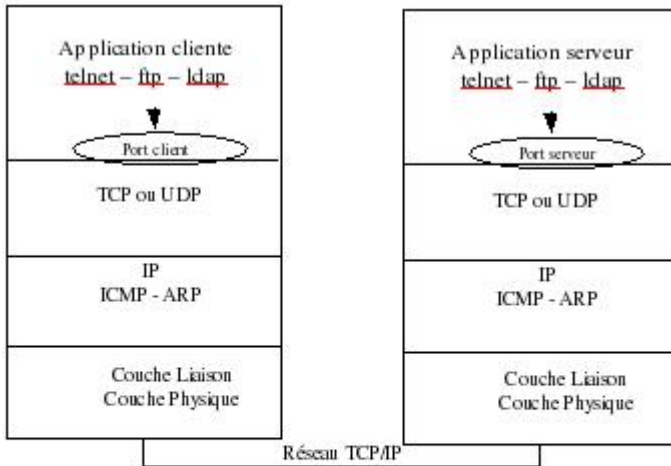 Application cliente
telnet – ftp – ldap
Port client
TCP ou UDP
IP
ICMP - ARP
Couche Liaison
Couche Physique
Application serveur
telnet – ftp – ldap
Port serveur
TCP ou UDP
IP
ICMP - ARP
Couche Liaison
Couche Physique
Réseau TCP/IP